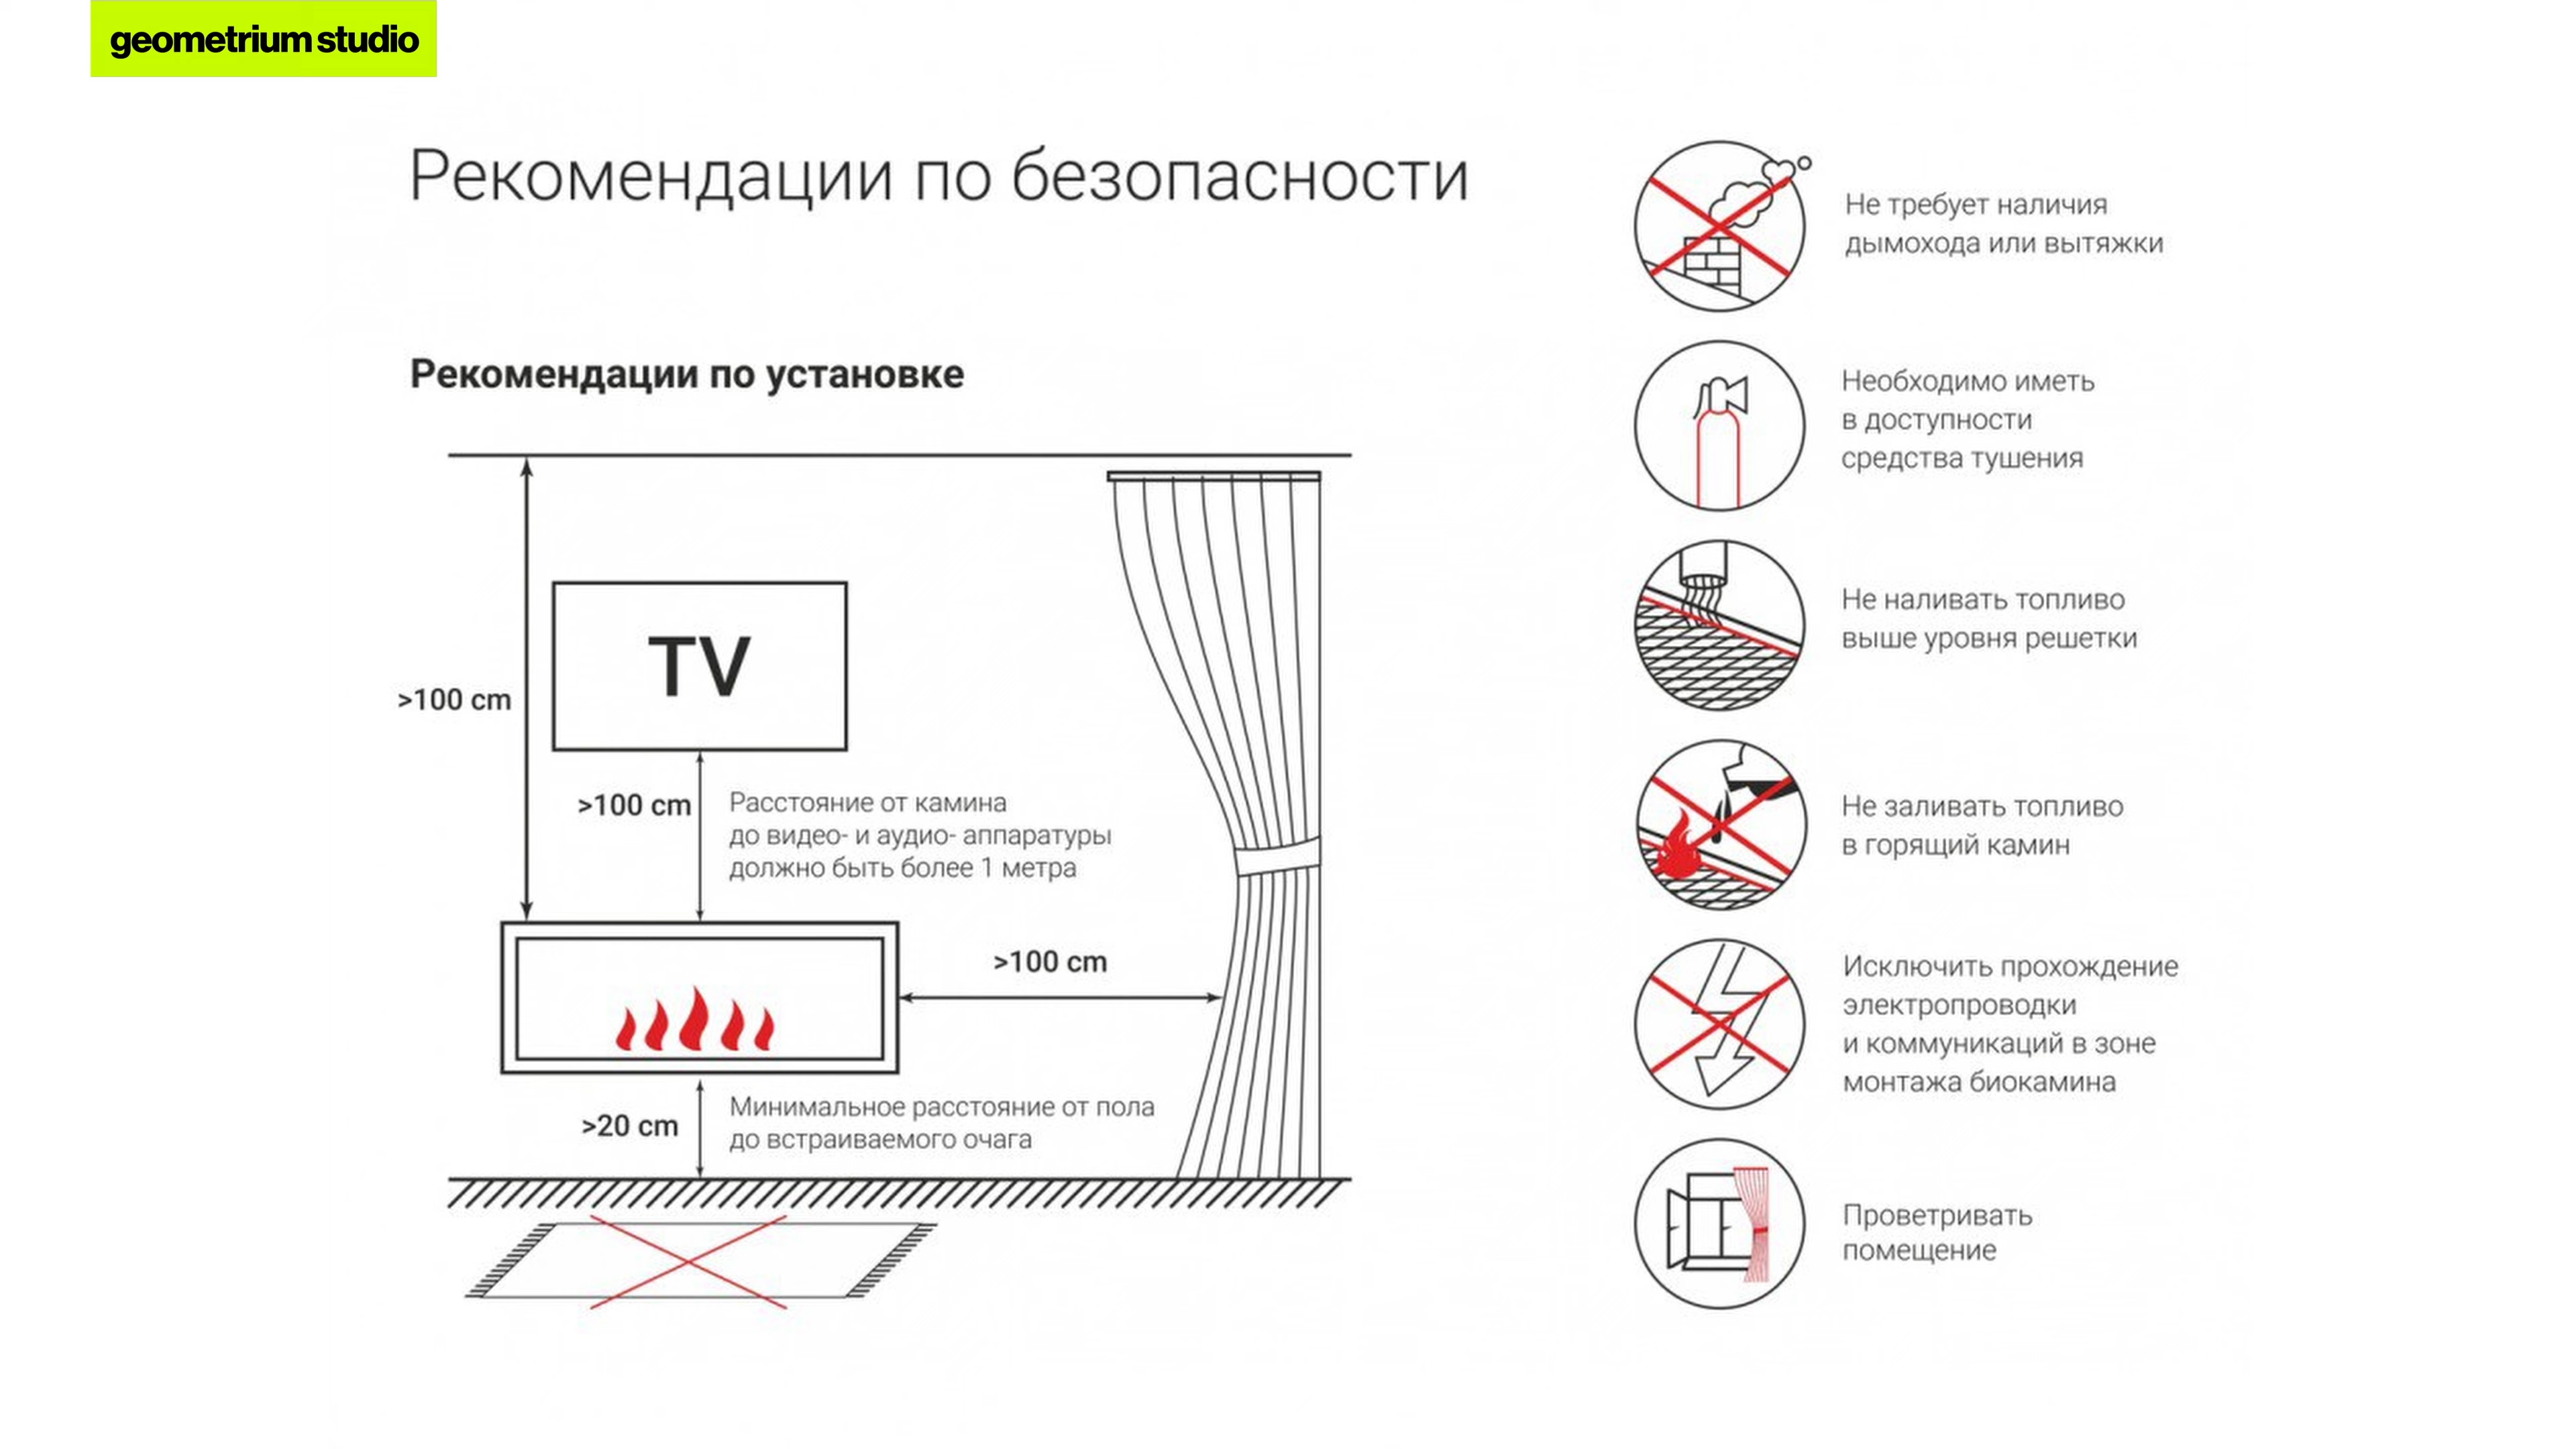 geometrium studio
Рекомендации по безопасности
Рекомендации по установке
TV
>100 cm
>100 cm
Расстояние от камина
до видео- и аудио- аппаратуры
должно быть более 1 метра
>100 cm
>20 cm
Минимальное расстояние от пола
до встраиваемого очага
Не требует наличия
дымохода или вытяжки
Необходимо иметь
в доступности
средства тушения
Не наливать топливо
выше уровня решетки
Не заливать топливо
в горящий камин
Исключить прохождение
электропроводки
и коммуникаций в зоне
монтажа биокамина
Проветривать
помещение